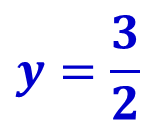 y = 3/2